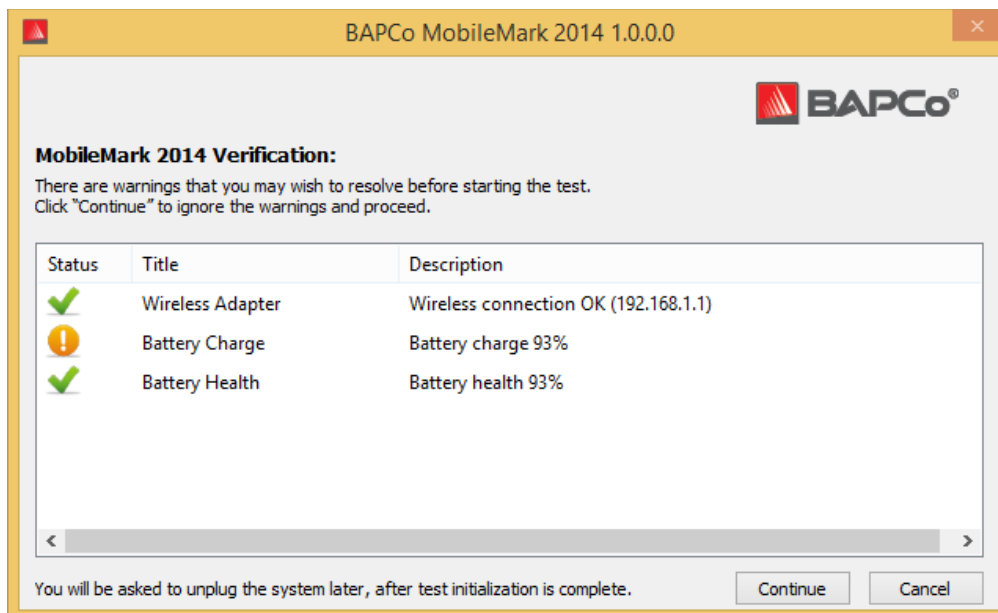 BAPCo MobileMark 2014 1.0.0.0
BAPCo®
MobileMark 2014 Verification:
There are warnings that you may wish to resolve before starting the test.
Click “Continue” to ignore the warnings and proceed.
Status Title Description
Wireless Adapter Wireless connection OK (192.168.1.1)
Battery Charge Battery charge 93%
Battery Health Battery health 93%
You will be asked to unplug the system later, after test initialization is complete. Continue Cancel